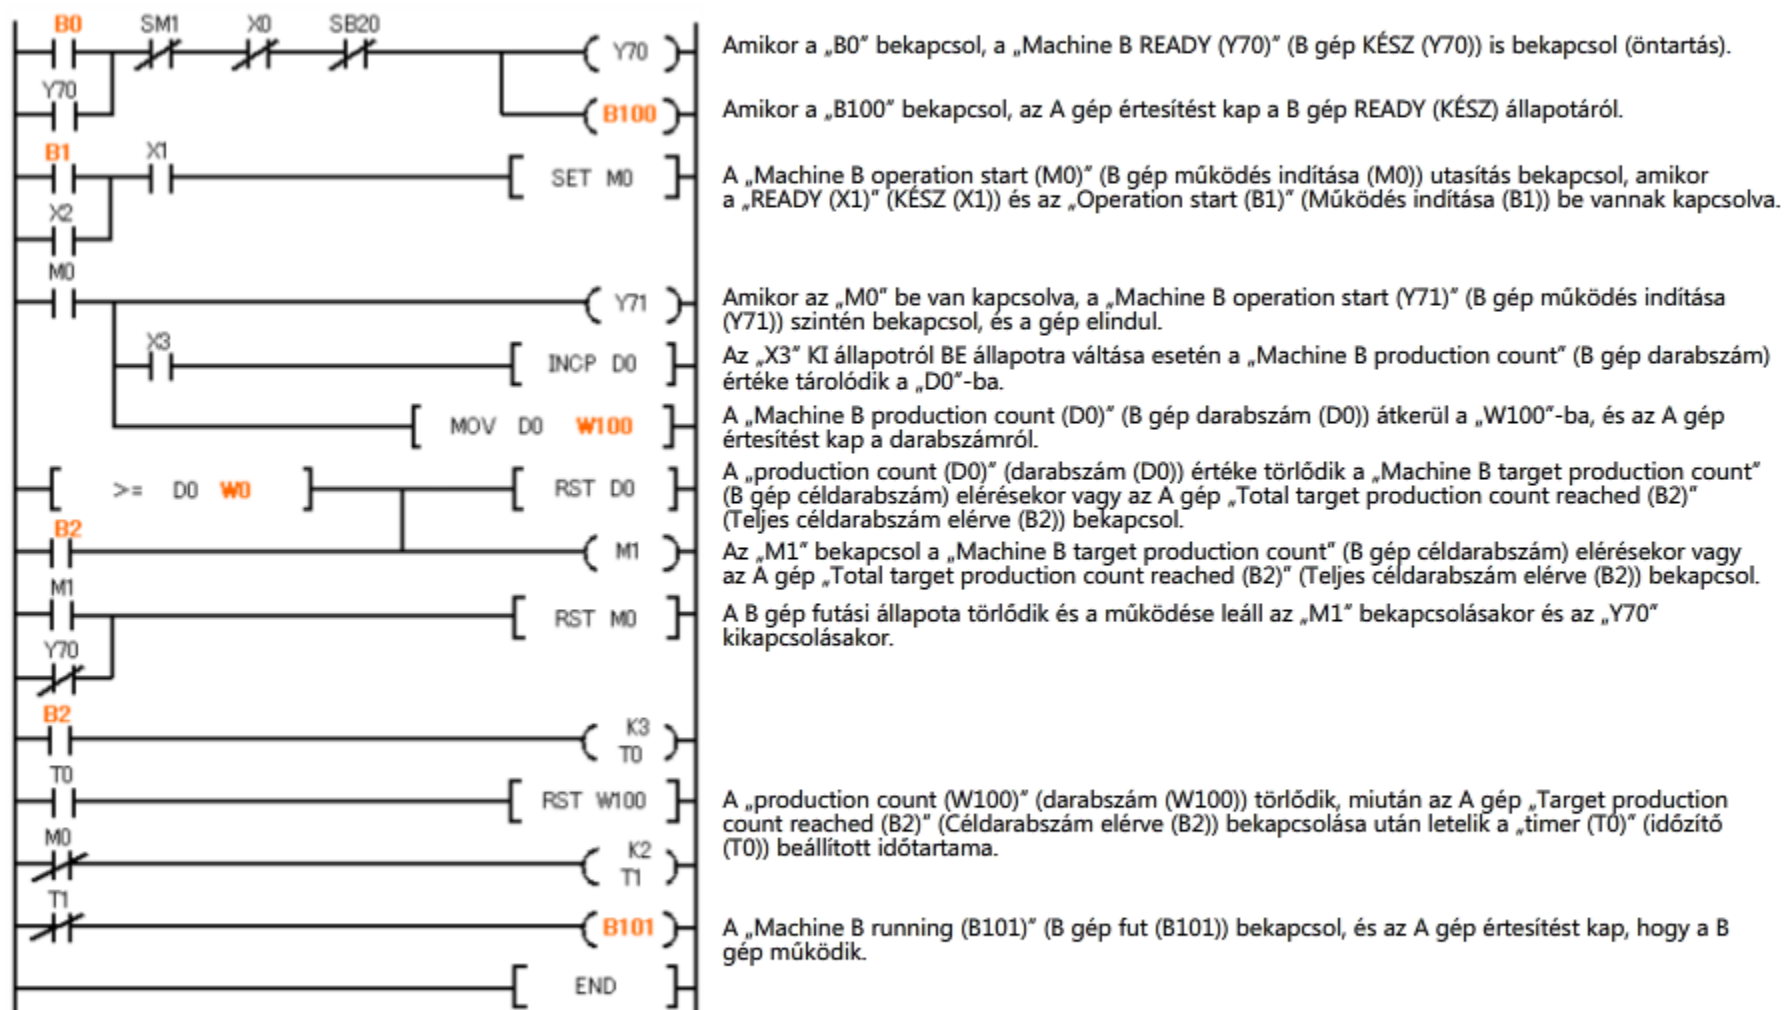 B0 SM1 X0 SB20
Y70
Amikor a „B0" bekapcsol, a „Machine B READY (Y70)" (B gép KÉSZ (Y70)) is bekapcsol (öntartás).
Y70
B100
Amikor a „B100" bekapcsol, az A gép értesítést kap a B gép READY (KÉSZ) állapotáról.
B1 X1
SET M0
A „Machine B operation start (M0)" (B gép működés indítása (M0)) utasítás bekapcsol, amikor
a „READY (X1)" (KÉSZ (X1)) és az „Operation start (B1)" (Működés indítása (B1)) be vannak kapcsolva.
X2
M0
Y71
Amikor az „M0" be van kapcsolva, a „Machine B operation start (Y71)" (B gép működés indítása
(Y71)) szintén bekapcsol, és a gép elindul.
X3
INCP D0
Az „X3" KI állapotról BE állapotra váltása esetén a „Machine B production count" (B gép darabszám)
értéke tárolódik a „D0"-ba.
MOV D0 W100
A „Machine B production count (D0)" (B gép darabszám (D0)) átkerül a „W100"-ba, és az A gép
értesítést kap a darabszámról.
>= D0 W0 RST D0
A „production count (D0)" (darabszám (D0)) értéke törlődik a „Machine B target production count"
(B gép céldarabszám) elérésekor vagy az A gép „Total target production count reached (B2)"
(Teljes céldarabszám elérve (B2)) bekapcsol.
B2
M1
Az „M1" bekapcsol a „Machine B target production count" (B gép céldarabszám) elérésekor vagy
az A gép „Total target production count reached (B2)" (Teljes céldarabszám elérve (B2)) bekapcsol.
M1
RST M0
A B gép futási állapota törlődik és a működése leáll az „M1" bekapcsolásakor és az „Y70"
kikapcsolásakor.
Y70
B2
K3
T0
T0
RST W100
A „production count (W100)" (darabszám (W100)) törlődik, miután az A gép „Target production
count reached (B2)" (Céldarabszám elérve (B2)) bekapcsolása után letelik a „timer (T0)" (időzítő
(T0)) beállított időtartama.
M0
K2
T1
T1
B101
A „Machine B running (B101)" (B gép fut (B101)) bekapcsol, és az A gép értesítést kap, hogy a B
gép működik.
END